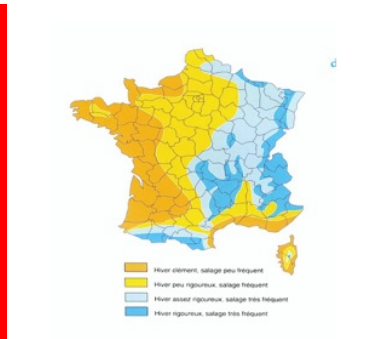 d
Hiver clément, salage peu fréquent
Hiver peu rigoureux, salage fréquent
Hiver assez rigoureux, salage très fréquent
Hiver rigoureux, salage très fréquent